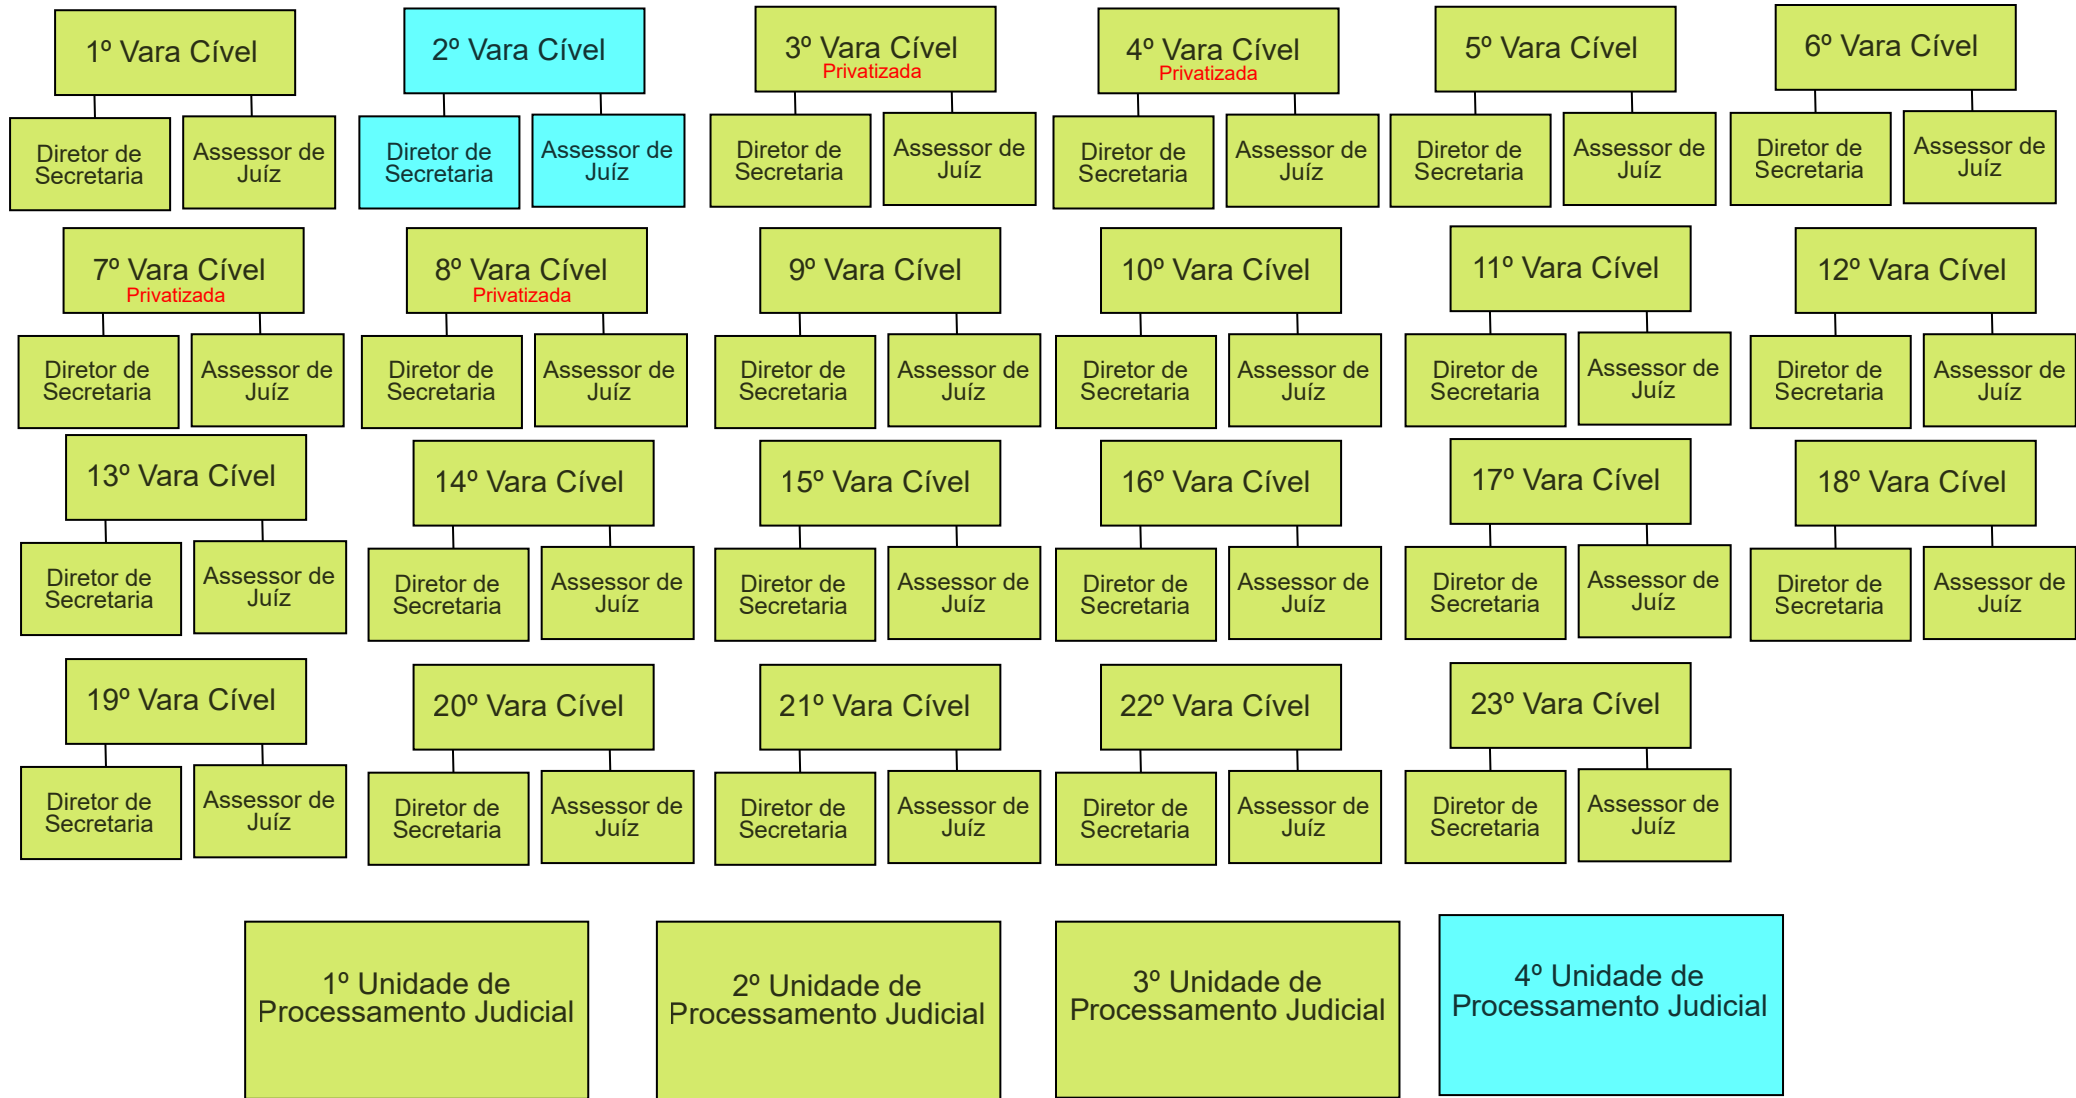 1º Vara Cível
Diretor de
Secretaria
Assessor de
Juíz
2º Vara Cível
Diretor de
Secretaria
Assessor de
Juíz
3º Vara Cível
Privatizada
Diretor de
Secretaria
Assessor de
Juíz
4º Vara Cível
Privatizada
Diretor de
Secretaria
Assessor de
Juíz
5º Vara Cível
Diretor de
Secretaria
Assessor de
Juíz
6º Vara Cível
Diretor de
Secretaria
Assessor de
Juíz
7º Vara Cível
Privatizada
Diretor de
Secretaria
Assessor de
Juíz
8º Vara Cível
Privatizada
Diretor de
Secretaria
Assessor de
Juíz
9º Vara Cível
Diretor de
Secretaria
Assessor de
Juíz
10º Vara Cível
Diretor de
Secretaria
Assessor de
Juíz
11º Vara Cível
Diretor de
Secretaria
Assessor de
Juíz
12º Vara Cível
Diretor de
Secretaria
Assessor de
Juíz
13º Vara Cível
Diretor de
Secretaria
Assessor de
Juíz
14º Vara Cível
Diretor de
Secretaria
Assessor de
Juíz
15º Vara Cível
Diretor de
Secretaria
Assessor de
Juíz
16º Vara Cível
Diretor de
Secretaria
Assessor de
Juíz
17º Vara Cível
Diretor de
Secretaria
Assessor de
Juíz
18º Vara Cível
Diretor de
Secretaria
Assessor de
Juíz
19º Vara Cível
Diretor de
Secretaria
Assessor de
Juíz
20º Vara Cível
Diretor de
Secretaria
Assessor de
Juíz
21º Vara Cível
Diretor de
Secretaria
Assessor de
Juíz
22º Vara Cível
Diretor de
Secretaria
Assessor de
Juíz
23º Vara Cível
Diretor de
Secretaria
Assessor de
Juíz
1º Unidade de
Processamento Judicial
2º Unidade de
Processamento Judicial
3º Unidade de
Processamento Judicial
4º Unidade de
Processamento Judicial